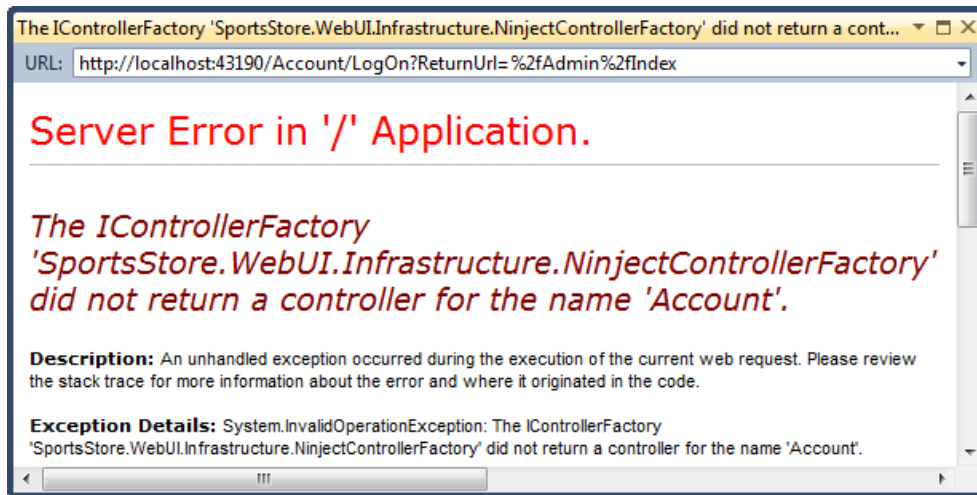 The IControllerFactory 'SportsStore.WebUI.Infrastructure.NinjectControllerFactory' did not return a cont...
URL: http://localhost:43190/Account/LogOn?ReturnUrl=%2fAdmin%2fIndex
Server Error in '/' Application.
The IControllerFactory
'SportsStore.WebUI.Infrastructure.NinjectControllerFactory'
did not return a controller for the name 'Account'.
Description: An unhandled exception occurred during the execution of the current web request. Please review
the stack trace for more information about the error and where it originated in the code.
Exception Details: System.InvalidOperationException: The IControllerFactory
'SportsStore.WebUI.Infrastructure.NinjectControllerFactory' did not return a controller for the name 'Account'.